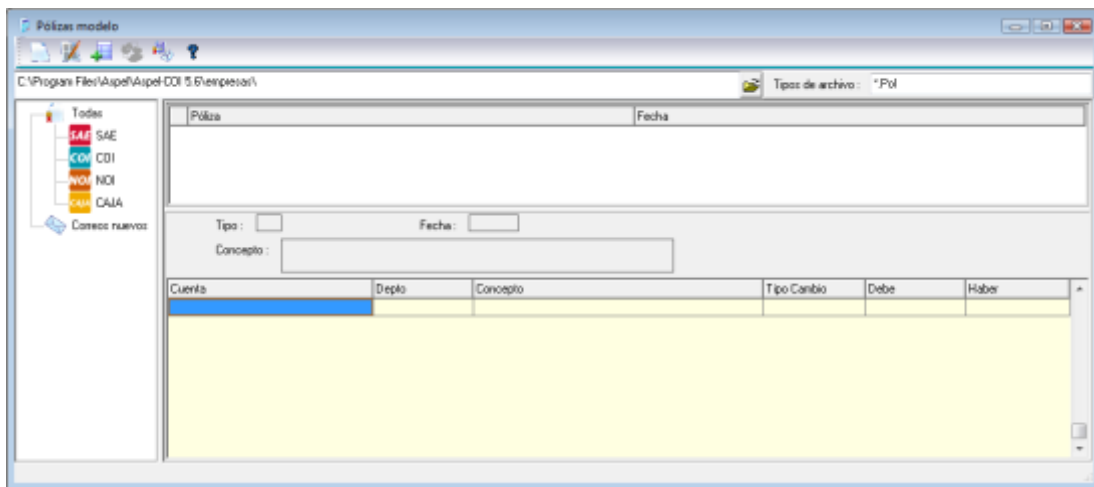 Pólizas modelo
C:\Program Files\Aspel\Aspel-COI 5.6\empresas\ Tipos de archivo : *.Pol
Todas
SAE SAE
COI COI
NOI NOI
CAJA CAJA
Correos nuevos
Póliza Fecha
Tipo : Fecha :
Concepto :
Cuenta Depto Concepto Tipo Cambio Debe Haber